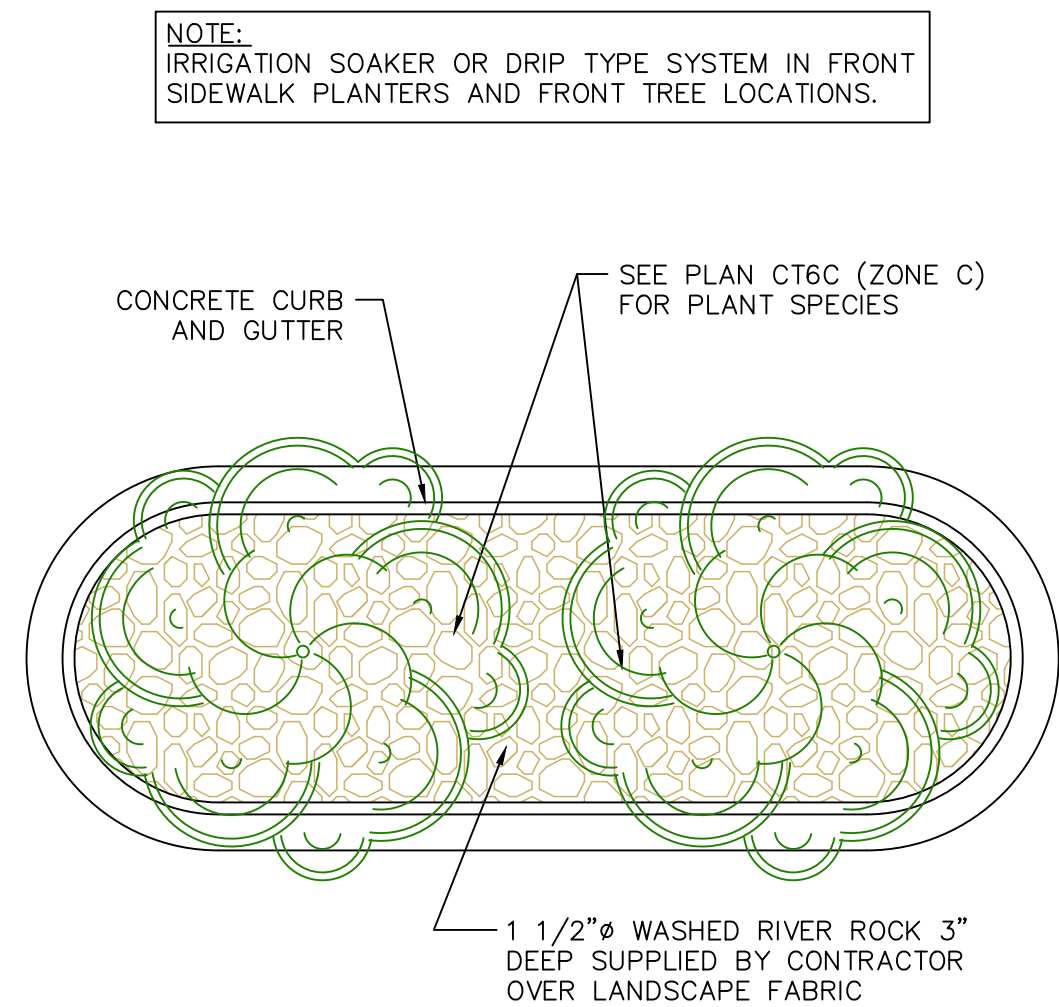 NOTE:
IRRIGATION SOAKER OR DRIP TYPE SYSTEM IN FRONT
SIDEWALK PLANTERS AND FRONT TREE LOCATIONS.
SEE PLAN CT6C (ZONE C)
FOR PLANT SPECIES
CONCRETE CURB
AND GUTTER
1 1/2"ø WASHED RIVER ROCK 3"
DEEP SUPPLIED BY CONTRACTOR
OVER LANDSCAPE FABRIC